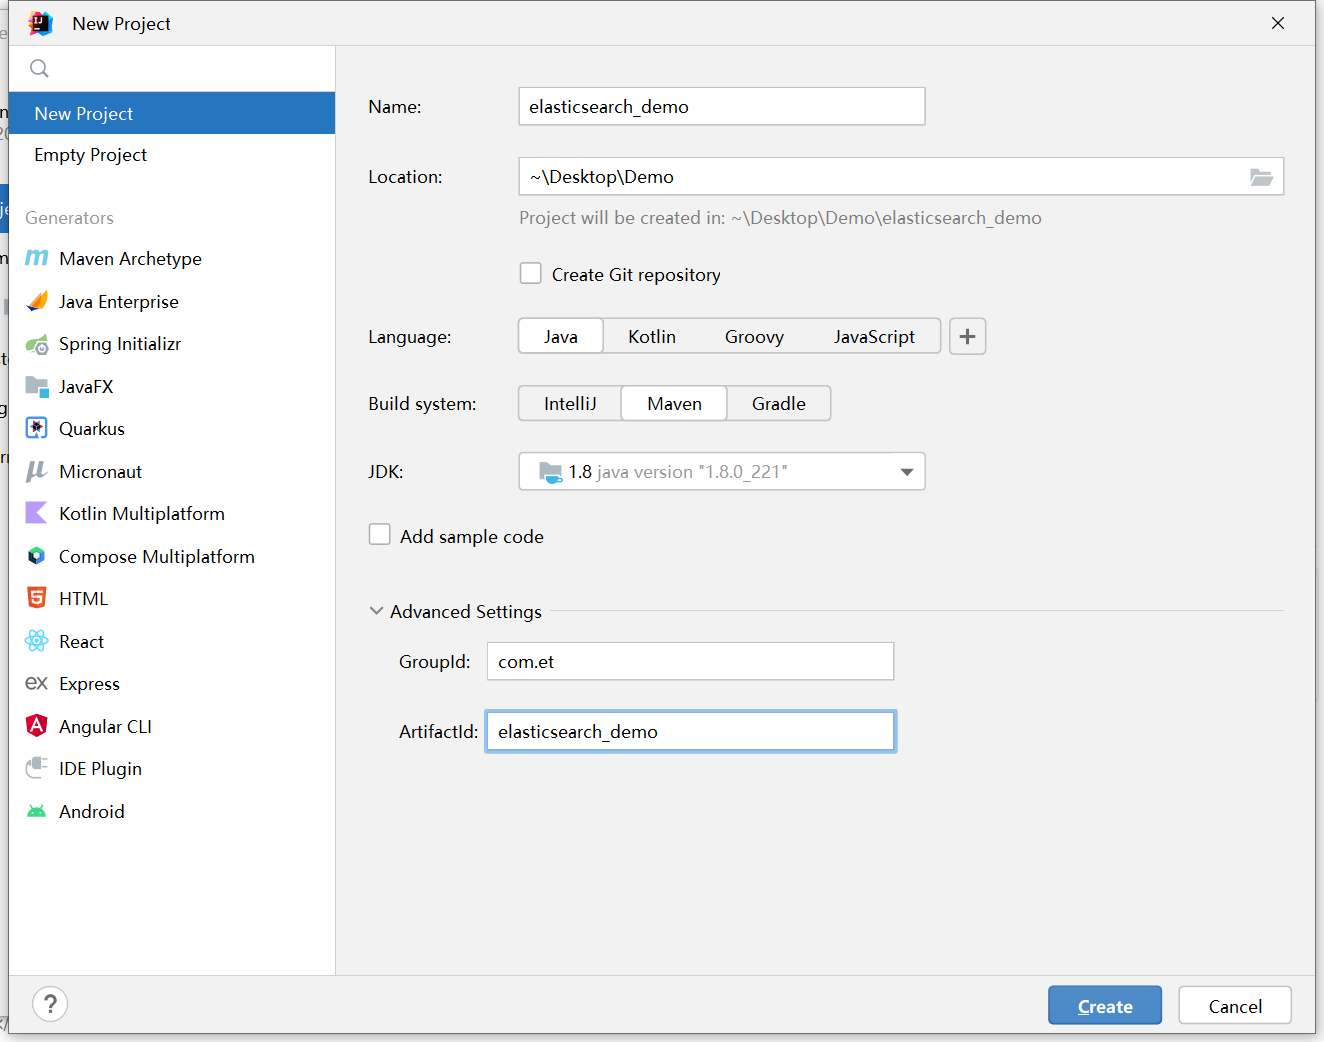 New Project
New Project
Empty Project
Generators
Maven Archetype
Java Enterprise
Spring Initializr
JavaFX
Quarkus
Micronaut
Kotlin Multiplatform
Compose Multiplatform
HTML
React
Express
Angular CLI
IDE Plugin
Android
Name: elasticsearch_demo
Location: ~\Desktop\Demo
Project will be created in: ~\Desktop\Demo\elasticsearch_demo
Create Git repository
Language: Java Kotlin Groovy JavaScript +
Build system: IntelliJ Maven Gradle
JDK: 1.8 java version "1.8.0_221"
Add sample code
Advanced Settings
GroupId: com.et
ArtifactId: elasticsearch_demo
? Create Cancel